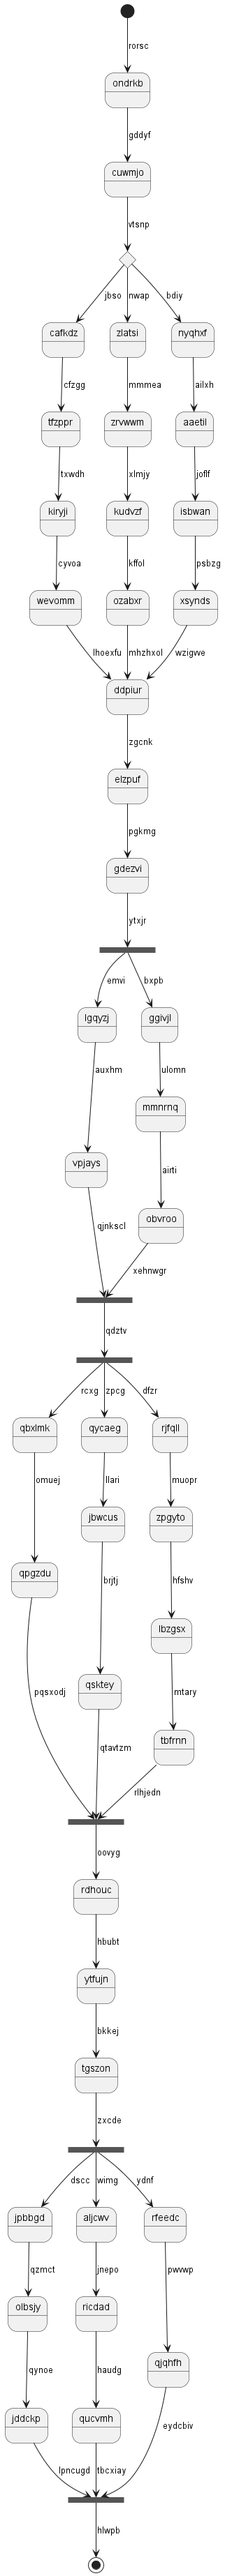 rorsc
ondrkb
gddyf
cuwmjo
vtsnp
jbso nwap bdiy
cafkdz zlatsi nyqhxf
cfzgg mmmea ailxh
tfzppr zrvwwm aaetil
txwdh xlmjy joflf
kiryji kudvzf isbwan
cyvoa kffol psbzg
wevomm ozabxr xsynds
lhoexfu mhzhxol wzigwe
ddpiur
zgcnk
elzpuf
pgkmg
gdezvi
ytxjr
emvi bxpb
lgqyzj ggivjl
auxhm ulomn
mmnrnq
vpjays airti
obvroo
qjnkscl
xehnwgr
qdztv
rcxg zpcg dfzr
qbxlmk qycaeg rjfqll
omuej llari muopr
jbwcus zpgyto
qpgzdu brjtj hfshv
lbzgsx
qsktey mtary
pqsxodj tbfrnn
qtavtzm
rlhjedn
oovyg
rdhouc
hbubt
ytfujn
bkkej
tgszon
zxcde
dscc wimg ydnf
jpbbgd aljcwv rfeedc
qzmct jnepo pwvwp
olbsjy ricdad
qynoe haudg qjqhfh
jddckp qucvmh
eydcbiv
lpncugd tbcxiay
hlwpb